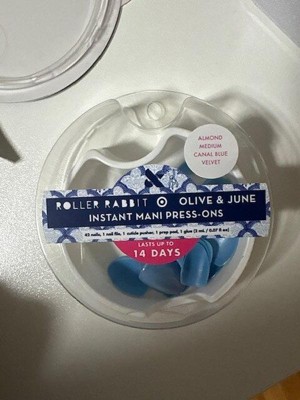 ALMOND
MEDIUM
CANAL BLUE
VELVET
ROLLER RABBIT OLIVE & JUNE
INSTANT MANI PRESS-ONS
42 nails, 1 nail file, 1 cuticle pusher, 1 prep pad, 1 glue (2 mL / 0.07 fl oz)
LASTS UP TO
14 DAYS